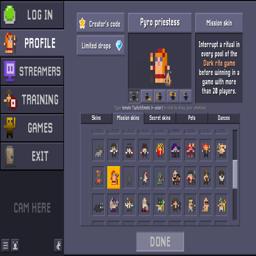 LOG IN
PROFILE
STREAMERS
TRAINING
GAMES
EXIT
CAM HERE
Creator's code
Limited drops
Pyro priestess
Mission skin
Interrupt a ritual in
every pool of the
Dark rite game
before winning in a
game with more
than 20 players.
Skins
Mission skins
Secret skins
Pets
Dances
DONE